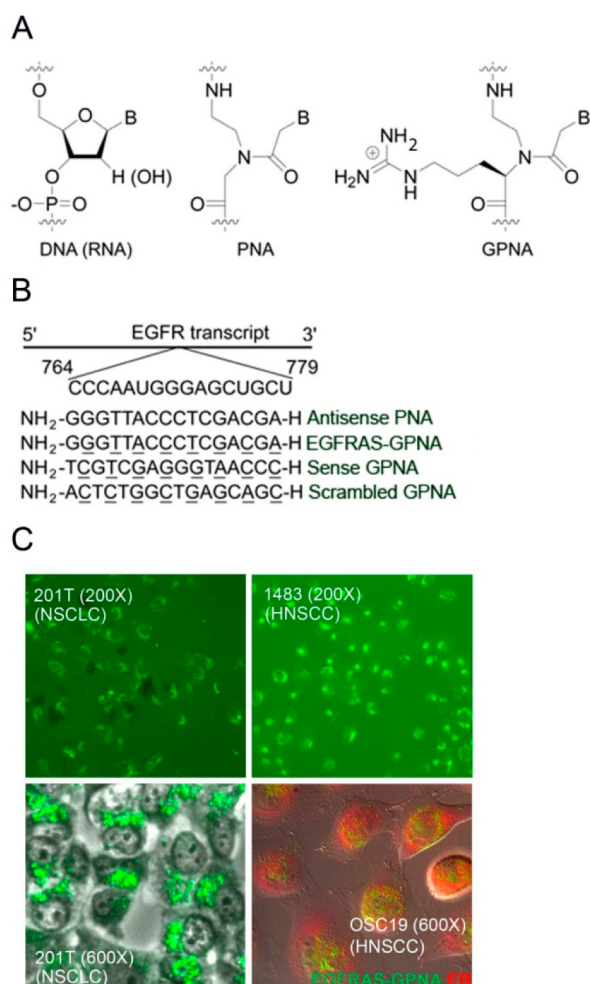 A
O
O
B
O
H (OH)
-O
P
O
DNA (RNA)
NH
B
N
O
O
PNA
NH
NH2
B
+
H2N
N
H
N
O
O
GPNA
B
5' EGFR transcript 3'
764 779
CCCAAUGGGAGCUGCU
NH2-GGGTTACCCTCGACGA-H Antisense PNA
NH2-GGGTTACCCTCGACGA-H EGFRAS-GPNA
NH2-TCGTCGAGGGTAACCC-H Sense GPNA
NH2-ACTCTGGCTGAGCAGC-H Scrambled GPNA
C
201T (200X)
(NSCLC)
1483 (200X)
(HNSCC)
201T (600X)
(NSCLC)
OSC19 (600X)
(HNSCC)
EGFRAS-GPNA